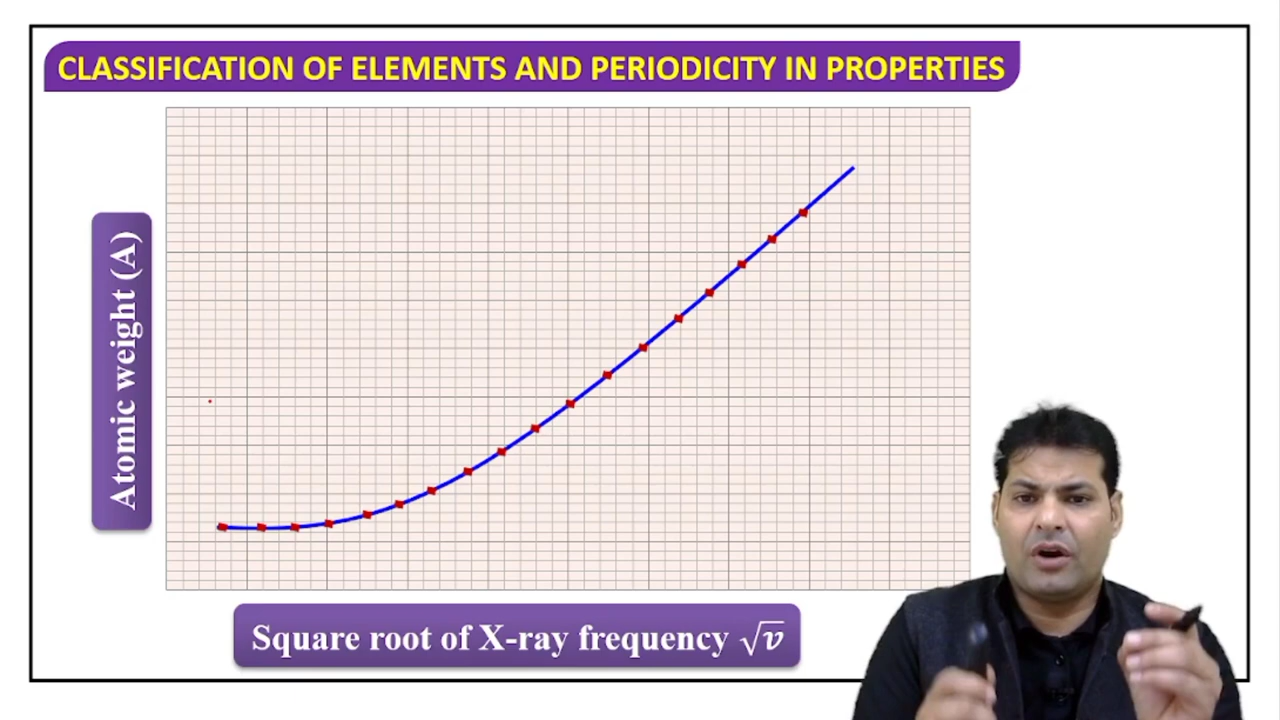 CLASSIFICATION OF ELEMENTS AND PERIODICITY IN PROPERTIES
Atomic weight (A)
Square root of X-ray frequency √v